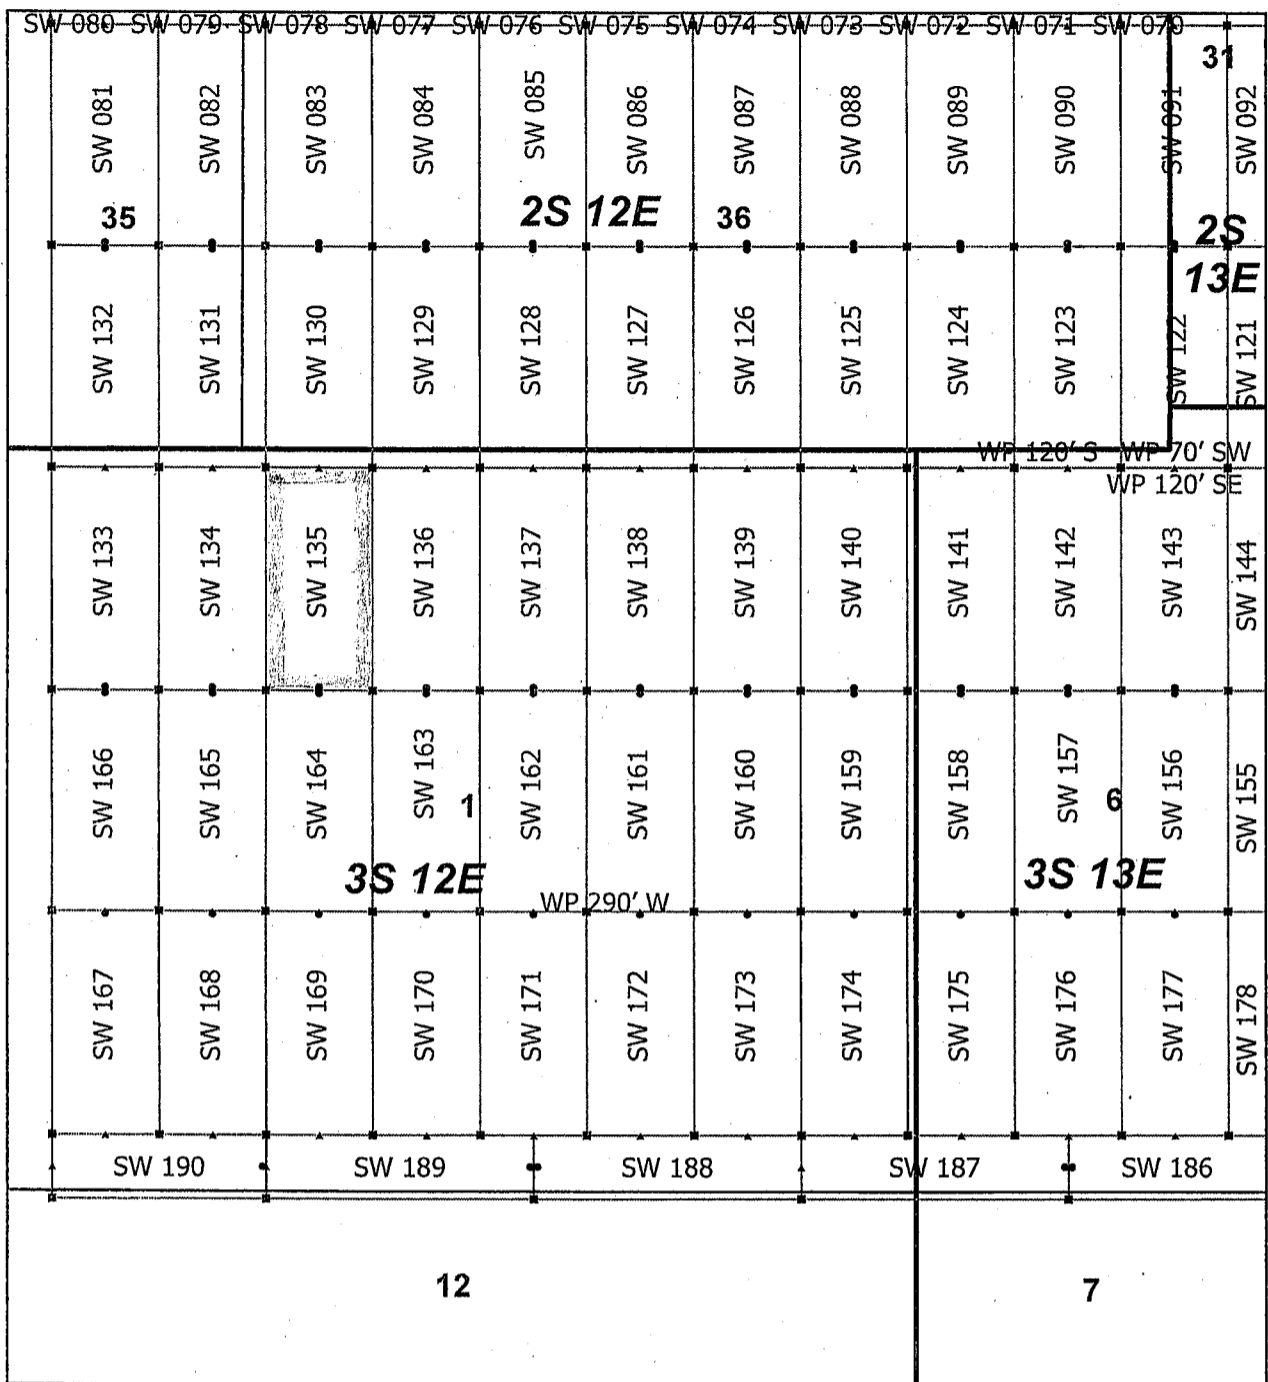 SW 080 SW 079 SW 078 SW 077 SW 076 SW 075 SW 074 SW 073 SW 072 SW 071 SW 070
31
SW 081 SW 082 SW 083 SW 084 SW 085 SW 086 SW 087 SW 088 SW 089 SW 090 SW 091 SW 092
35 2S 12E 36 2S
13E
SW 132 SW 131 SW 130 SW 129 SW 128 SW 127 SW 126 SW 125 SW 124 SW 123 SW 122 SW 121
WP 120' S WP 70' SW
WP 120' SE
SW 133 SW 134 SW 135 SW 136 SW 137 SW 138 SW 139 SW 140 SW 141 SW 142 SW 143 SW 144
SW 166 SW 165 SW 164 SW 163 SW 162 SW 161 SW 160 SW 159 SW 158 SW 157 SW 156 SW 155
1 6
3S 12E 3S 13E
WP 290' W
SW 167 SW 168 SW 169 SW 170 SW 171 SW 172 SW 173 SW 174 SW 175 SW 176 SW 177 SW 178
SW 190 SW 189 SW 188 SW 187 SW 186
12 7